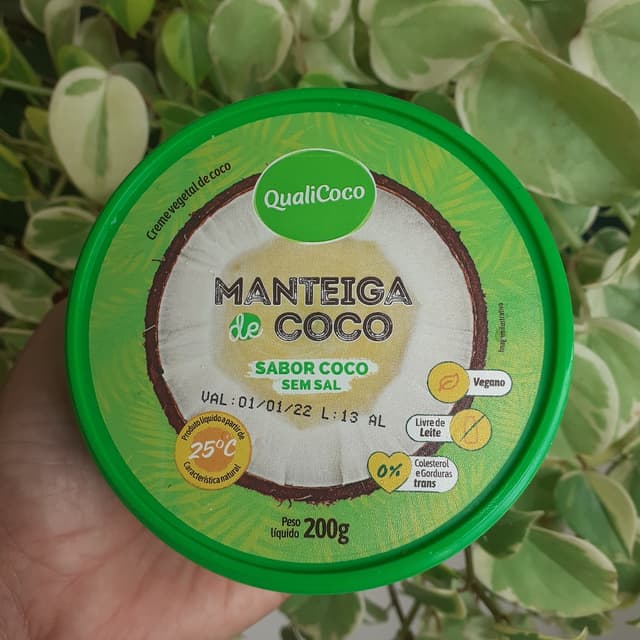 Creme vegetal de coco
QualiCoco
MANTEIGA
de COCO
SABOR COCO
SEM SAL
VAL:01/01/22 L:13 AL
Vegano
Livre de
Leite
0%
Colesterol
e Gorduras
trans
Produto líquido a partir de
25°C
Característica natural
Peso
líquido 200g
Imagem ilustrativa